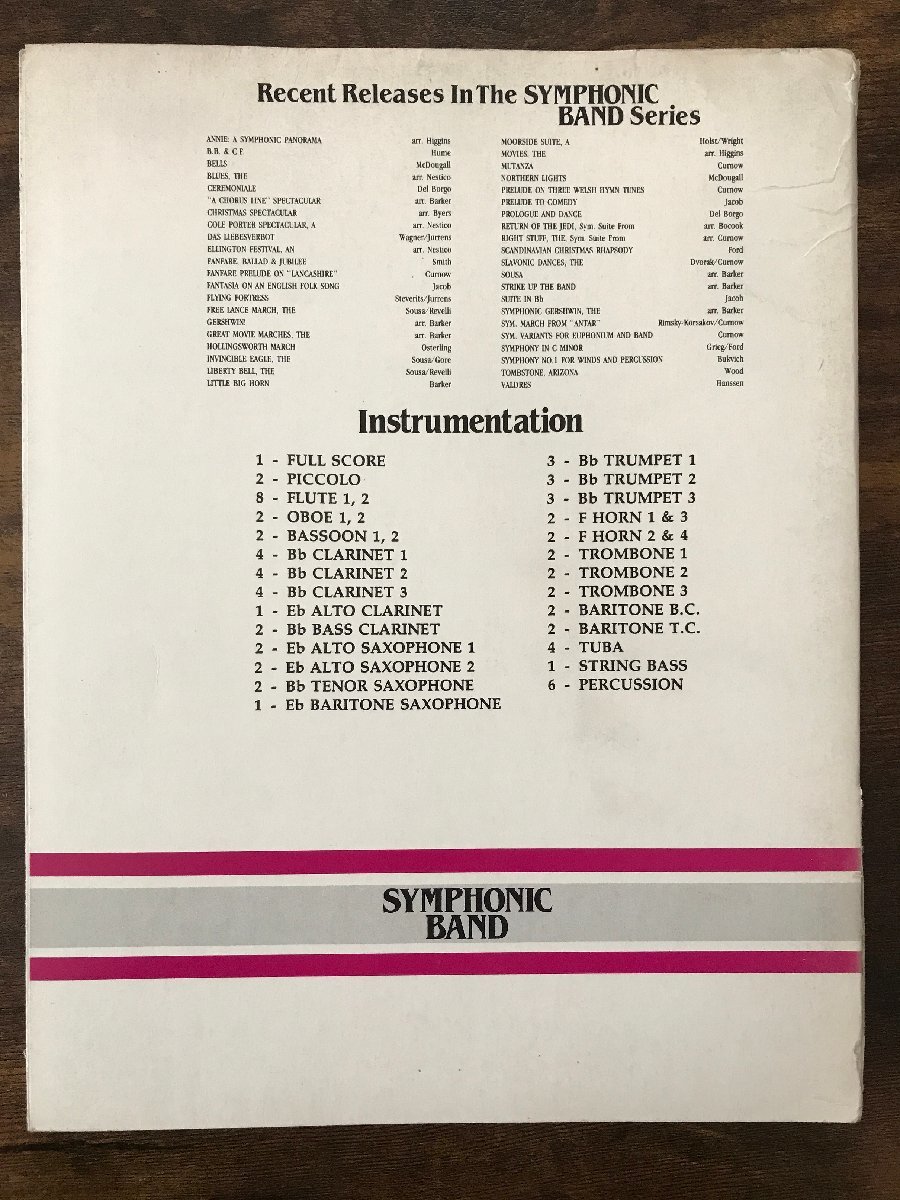 Recent Releases In The SYMPHONIC
BAND Series
ANNIE: A SYMPHONIC PANORAMA arr. Higgins
B.B. & C.F. Hume
BELLS McDougall
BLUES, THE arr. Nestico
CEREMONIALE Del Borgo
"A CHORUS LINE" SPECTACULAR arr. Barker
CHRISTMAS SPECTACULAR arr. Byers
COLE PORTER SPECTACULAR, A arr. Nestico
DAS LIEBESVERBOT Wagner/Jurrens
ELLINGTON FESTIVAL, AN arr. Nestico
FANFARE, BALLAD & JUBILEE Smith
FANFARE PRELUDE ON "LANCASHIRE" Curnow
FANTASIA ON AN ENGLISH FOLK SONG Jacob
FLYING FORTRESS Steverits/Jurrens
FREE LANCE MARCH, THE Sousa/Revelli
GERSHWIN! arr. Barker
GREAT MOVIE MARCHES, THE arr. Barker
HOLLINGSWORTH MARCH Osterling
INVINCIBLE EAGLE, THE Sousa/Gore
LIBERTY BELL, THE Sousa/Revelli
LITTLE BIG HORN Barker
MOORSIDE SUITE, A Holst/Wright
MOVIES, THE arr. Higgins
MUTANZA Curnow
NORTHERN LIGHTS McDougall
PRELUDE ON THREE WELSH HYMN TUNES Curnow
PRELUDE TO COMEDY Jacob
PROLOGUE AND DANCE Del Borgo
RETURN OF THE JEDI, Sym. Suite From arr. Bocook
RIGHT STUFF, THE, Sym. Suite From arr. Curnow
SCANDINAVIAN CHRISTMAS RHAPSODY Ford
SLAVONIC DANCES, THE Dvorak/Curnow
SOUSA arr. Barker
STRIKE UP THE BAND arr. Barker
SUITE IN Bb Jacob
SYMPHONIC GERSHWIN, THE arr. Barker
SYM. MARCH FROM "ANTAR" Rimsky-Korsakov/Curnow
SYM. VARIANTS FOR EUPHONIUM AND BAND Curnow
SYMPHONY IN C MINOR Grieg/Ford
SYMPHONY NO. 1 FOR WINDS AND PERCUSSION Bukvich
TOMBSTONE, ARIZONA Wood
VALDRES Hanssen
Instrumentation
1 - FULL SCORE
2 - PICCOLO
8 - FLUTE 1, 2
2 - OBOE 1, 2
2 - BASSOON 1, 2
4 - Bb CLARINET 1
4 - Bb CLARINET 2
4 - Bb CLARINET 3
1 - Eb ALTO CLARINET
2 - Bb BASS CLARINET
2 - Eb ALTO SAXOPHONE 1
2 - Eb ALTO SAXOPHONE 2
2 - Bb TENOR SAXOPHONE
1 - Eb BARITONE SAXOPHONE
3 - Bb TRUMPET 1
3 - Bb TRUMPET 2
3 - Bb TRUMPET 3
2 - F HORN 1 & 3
2 - F HORN 2 & 4
2 - TROMBONE 1
2 - TROMBONE 2
2 - TROMBONE 3
2 - BARITONE B.C.
2 - BARITONE T.C.
4 - TUBA
1 - STRING BASS
6 - PERCUSSION
SYMPHONIC
BAND